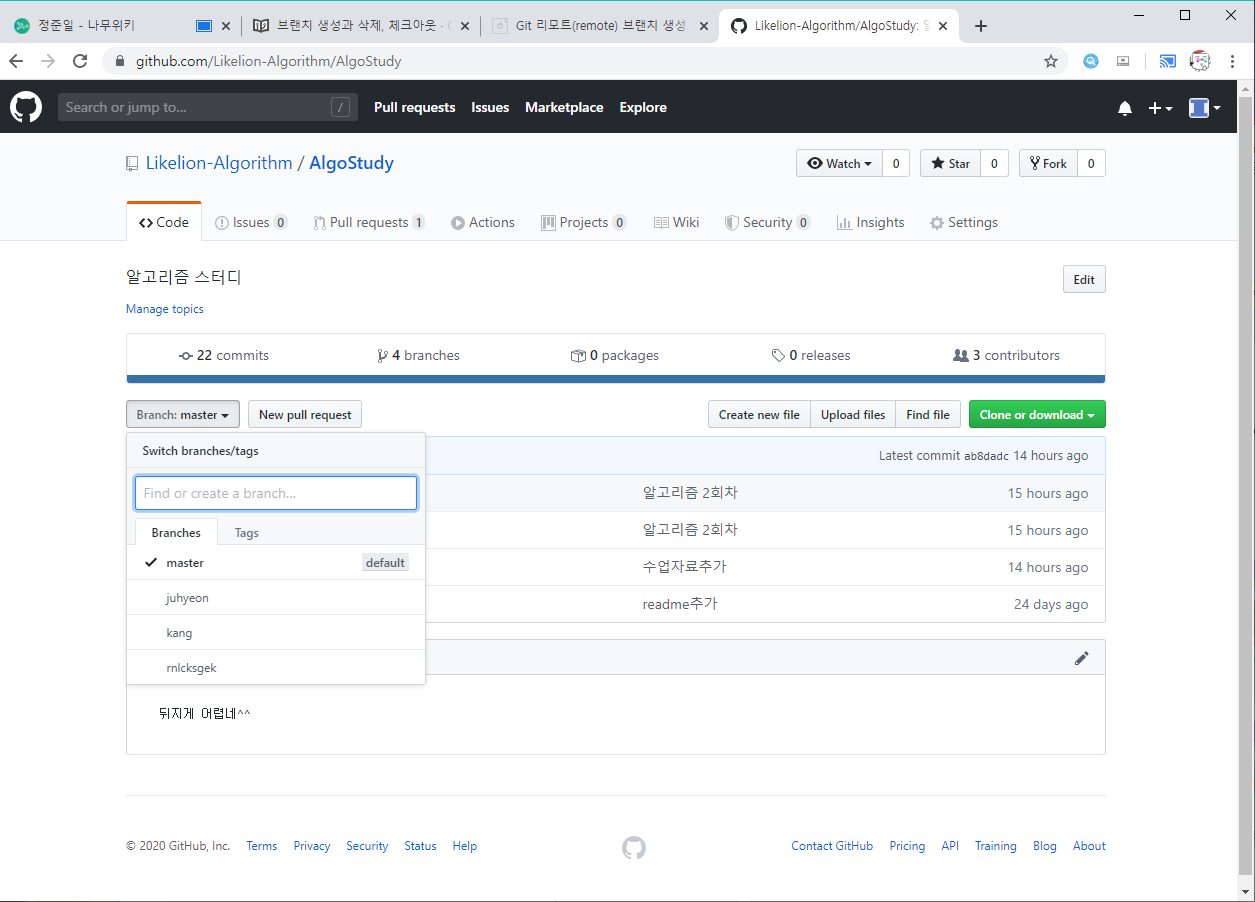 정준일 - 나무위키
브랜치 생성과 삭제, 체크아웃 -
Git 리모트(remote) 브랜치 생성
Likelion-Algorithm/AlgoStudy:
github.com/Likelion-Algorithm/AlgoStudy
Search or jump to... /
Pull requests Issues Marketplace Explore
Likelion-Algorithm / AlgoStudy
Watch 0 Star 0 Fork 0
Code Issues 0 Pull requests 1 Actions Projects 0 Wiki Security 0 Insights Settings
알고리즘 스터디
Edit
Manage topics
22 commits 4 branches 0 packages 0 releases 3 contributors
Branch: master New pull request Create new file Upload files Find file Clone or download
Switch branches/tags
Latest commit ab8dadc 14 hours ago
Find or create a branch...
알고리즘 2회차 15 hours ago
Branches Tags
알고리즘 2회차 15 hours ago
master default
수업자료추가 14 hours ago
juhyeon
readme추가 24 days ago
kang
rnlcksgek
뒤지게 어렵네^^
© 2020 GitHub, Inc. Terms Privacy Security Status Help
Contact GitHub Pricing API Training Blog About